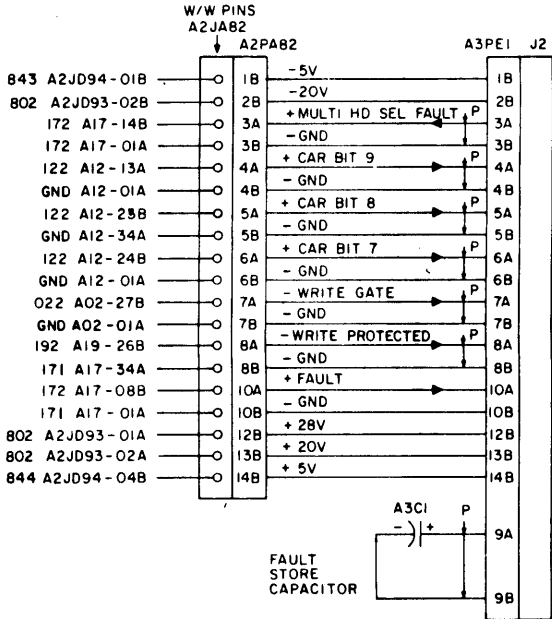 W/W PINS
A2JA82
A2PA82 A3PE1 J2
843 A2JD94-01B 1B -5V 1B
802 A2JD93-02B 2B -20V 2B
172 A17-14B 3A +MULTI HD SEL FAULT P 3A
172 A17-01A 3B -GND 3B
122 A12-13A 4A + CAR BIT 9 P 4A
GND A12-01A 4B - GND 4B
122 A12-23B 5A + CAR BIT 8 P 5A
GND A12-34A 5B - GND 5B
122 A12-24B 6A + CAR BIT 7 P 6A
GND A12-01A 6B - GND 6B
022 A02-27B 7A - WRITE GATE P 7A
GND A02-01A 7B - GND 7B
192 A19-26B 8A -WRITE PROTECTED P 8A
171 A17-34A 8B - GND 8B
172 A17-08B 10A + FAULT 10A
171 A17-01A 10B - GND 10B
802 A2JD93-01A 12B + 28V 12B
802 A2JD93-02A 13B + 20V 13B
844 A2JD94-04B 14B + 5V 14B
A3C1 P
- + 9A
FAULT
STORE
CAPACITOR 9B